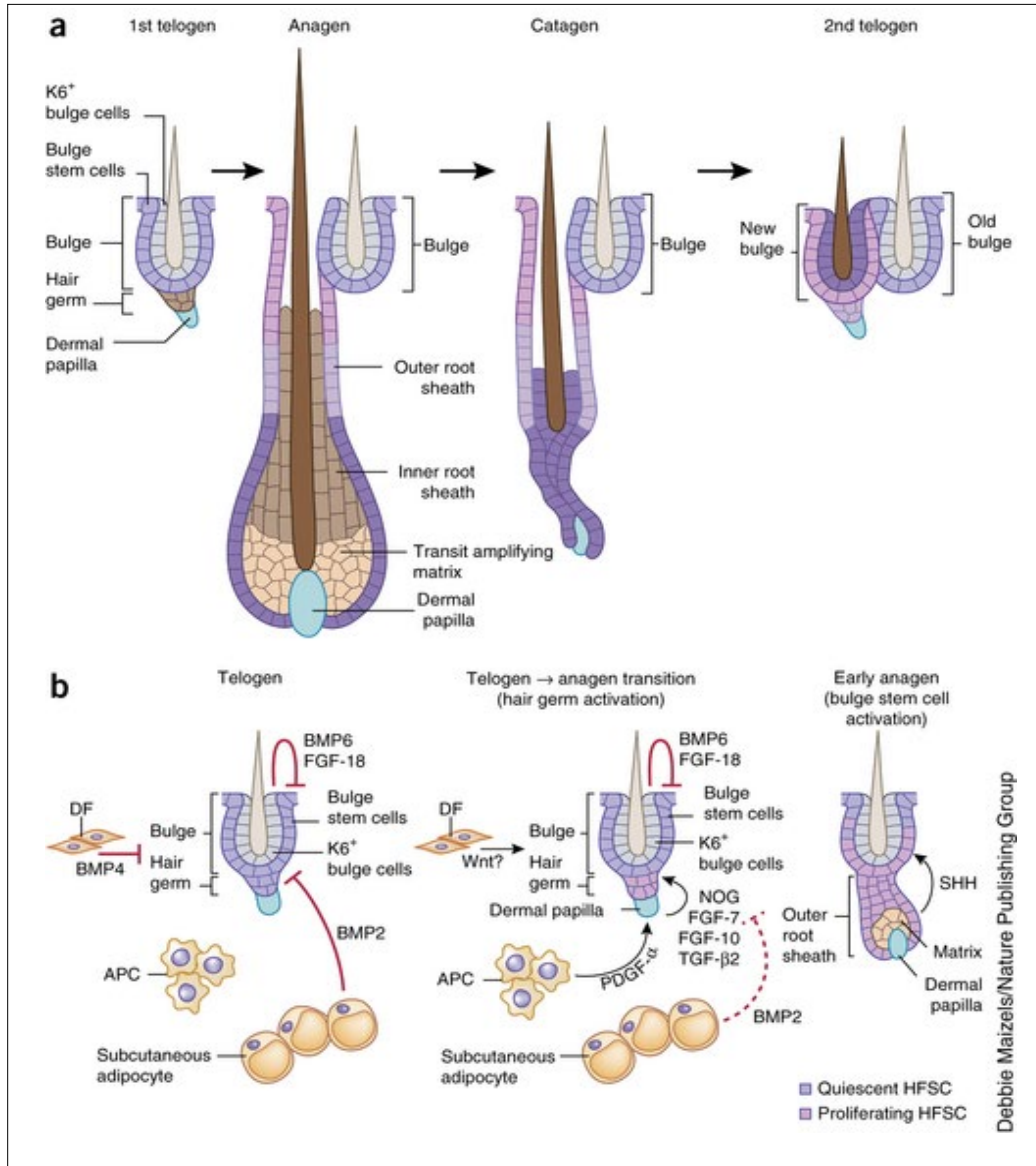 a
1st telogen
Anagen
Catagen
2nd telogen
K6+
bulge cells
Bulge
stem cells
Bulge
Hair
germ
Dermal
papilla
Bulge
Outer root
sheath
Inner root
sheath
Transit amplifying
matrix
Dermal
papilla
Bulge
New
bulge
Old
bulge
b
Telogen
BMP6
FGF-18
DF
BMP4
Bulge
Hair
germ
Bulge
stem cells
K6+
bulge cells
BMP2
APC
Subcutaneous
adipocyte
Telogen → anagen transition
(hair germ activation)
BMP6
FGF-18
DF
Wnt?
Bulge
Hair
germ
Dermal papilla
Bulge
stem cells
K6+
bulge cells
NOG
FGF-7
FGF-10
TGF-β2
APC
PDGF-α
BMP2
Subcutaneous
adipocyte
Early anagen
(bulge stem cell
activation)
SHH
Outer
root
sheath
Matrix
Dermal
papilla
Quiescent HFSC
Proliferating HFSC
Debbie Maizels/Nature Publishing Group